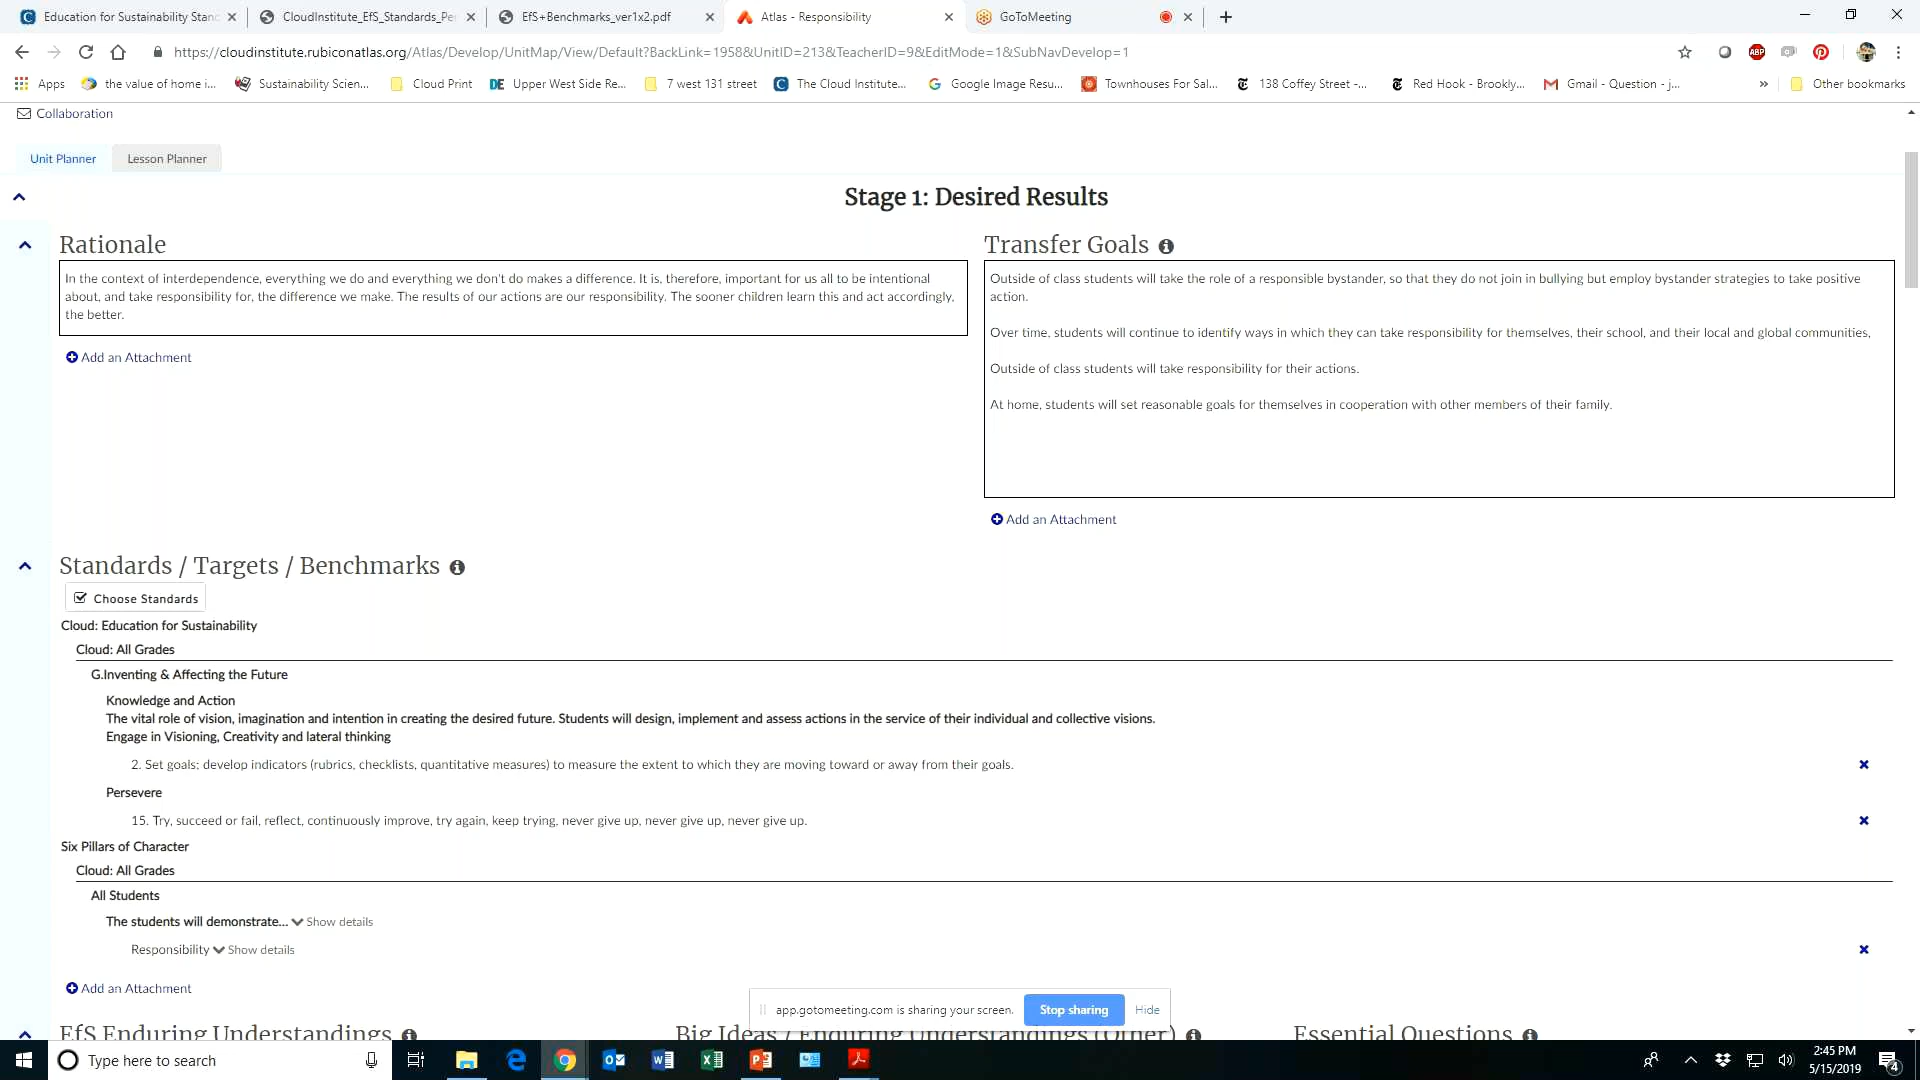 Education for Sustainability Stand
CloudInstitute_EfS_Standards_Pe
EfS+Benchmarks_ver1x2.pdf
Atlas - Responsibility
GoToMeeting
https://cloudinstitute.rubiconatlas.org/Atlas/Develop/UnitMap/View/Default?BackLink=1958&UnitID=213&TeacherID=9&EditMode=1&SubNavDevelop=1
ABP
Apps
the value of home i...
Sustainability Scien...
Cloud Print
DE Upper West Side Re...
7 west 131 street
The Cloud Institute...
Google Image Resu...
Townhouses For Sal...
138 Coffey Street -...
Red Hook - Brookly...
Gmail - Question - j...
»
Other bookmarks
Collaboration
Unit Planner
Lesson Planner
Stage 1: Desired Results
Rationale
In the context of interdependence, everything we do and everything we don't do makes a difference. It is, therefore, important for us all to be intentional
about, and take responsibility for, the difference we make. The results of our actions are our responsibility. The sooner children learn this and act accordingly,
the better.
Add an Attachment
Transfer Goals
Outside of class students will take the role of a responsible bystander, so that they do not join in bullying but employ bystander strategies to take positive
action.
Over time, students will continue to identify ways in which they can take responsibility for themselves, their school, and their local and global communities,
Outside of class students will take responsibility for their actions.
At home, students will set reasonable goals for themselves in cooperation with other members of their family.
Add an Attachment
Standards / Targets / Benchmarks
Choose Standards
Cloud: Education for Sustainability
Cloud: All Grades
G.Inventing & Affecting the Future
Knowledge and Action
The vital role of vision, imagination and intention in creating the desired future. Students will design, implement and assess actions in the service of their individual and collective visions.
Engage in Visioning, Creativity and lateral thinking
2. Set goals; develop indicators (rubrics, checklists, quantitative measures) to measure the extent to which they are moving toward or away from their goals.
Persevere
15. Try, succeed or fail, reflect, continuously improve, try again, keep trying, never give up, never give up, never give up.
Six Pillars of Character
Cloud: All Grades
All Students
The students will demonstrate... Show details
Responsibility Show details
Add an Attachment
app.gotomeeting.com is sharing your screen.
Stop sharing
Hide
EfS Enduring Understandings
Big Ideas / Enduring Understandings (Other)
Essential Questions
Type here to search
2:45 PM
5/15/2019
4